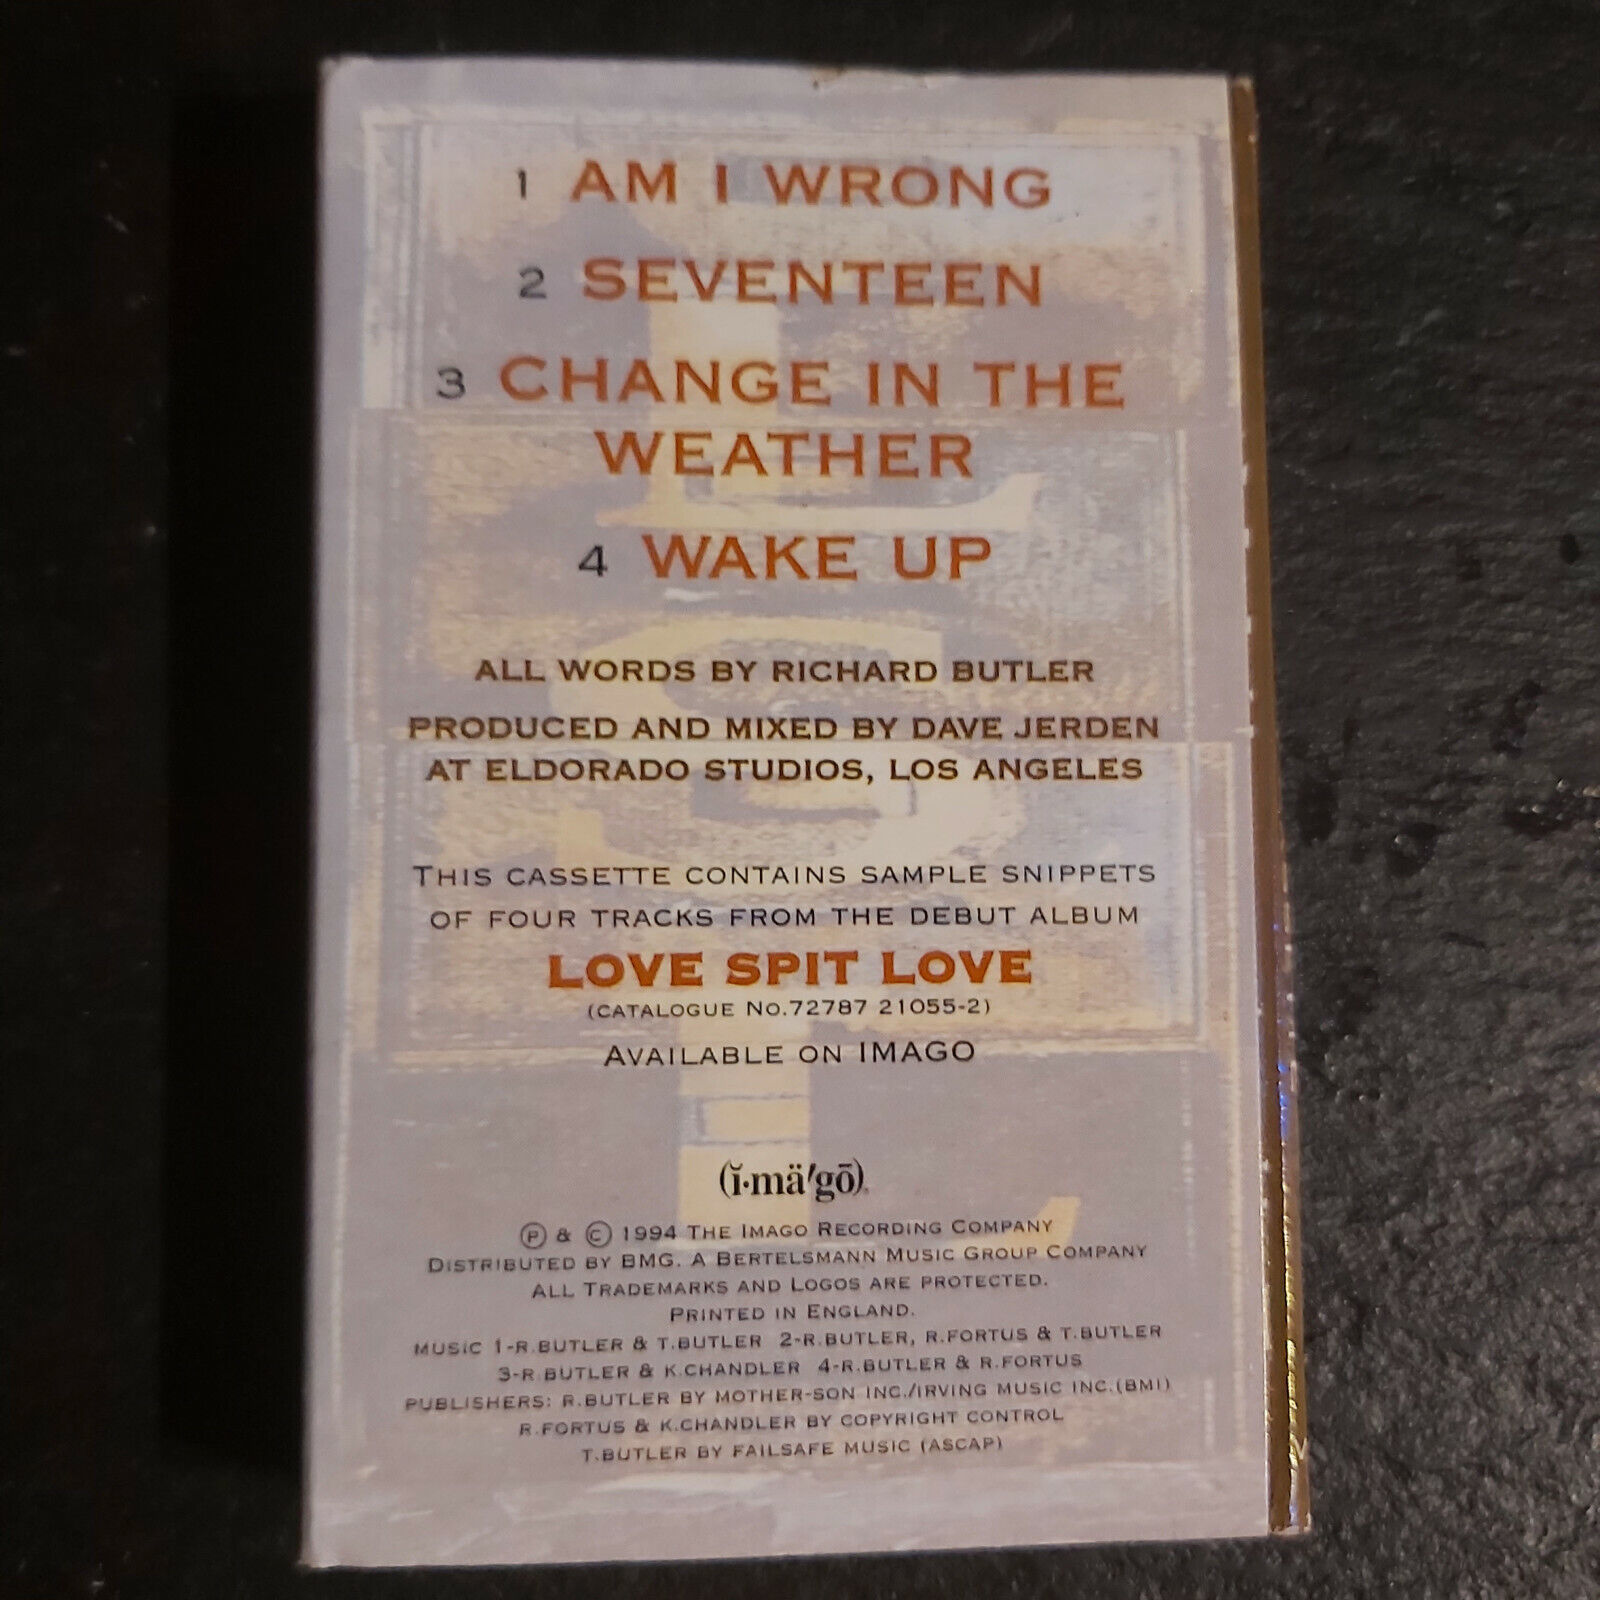 1 AM I WRONG
2 SEVENTEEN
3 CHANGE IN THE
WEATHER
4 WAKE UP
ALL WORDS BY RICHARD BUTLER
PRODUCED AND MIXED BY DAVE JERDEN
AT ELDORADO STUDIOS, LOS ANGELES
THIS CASSETTE CONTAINS SAMPLE SNIPPETS
OF FOUR TRACKS FROM THE DEBUT ALBUM
LOVE SPIT LOVE
(CATALOGUE NO.72787 21055-2)
AVAILABLE ON IMAGO
(ĭ·mä′gō)
Ⓟ & © 1994 THE IMAGO RECORDING COMPANY
DISTRIBUTED BY BMG. A BERTELSMANN MUSIC GROUP COMPANY
ALL TRADEMARKS AND LOGOS ARE PROTECTED.
PRINTED IN ENGLAND.
MUSIC 1-R.BUTLER & T.BUTLER 2-R.BUTLER, R.FORTUS & T.BUTLER
3-R.BUTLER & K.CHANDLER 4-R.BUTLER & R.FORTUS
PUBLISHERS: R.BUTLER BY MOTHER-SON INC./IRVING MUSIC INC.(BMI)
R.FORTUS & K.CHANDLER BY COPYRIGHT CONTROL
T.BUTLER BY FAILSAFE MUSIC (ASCAP)